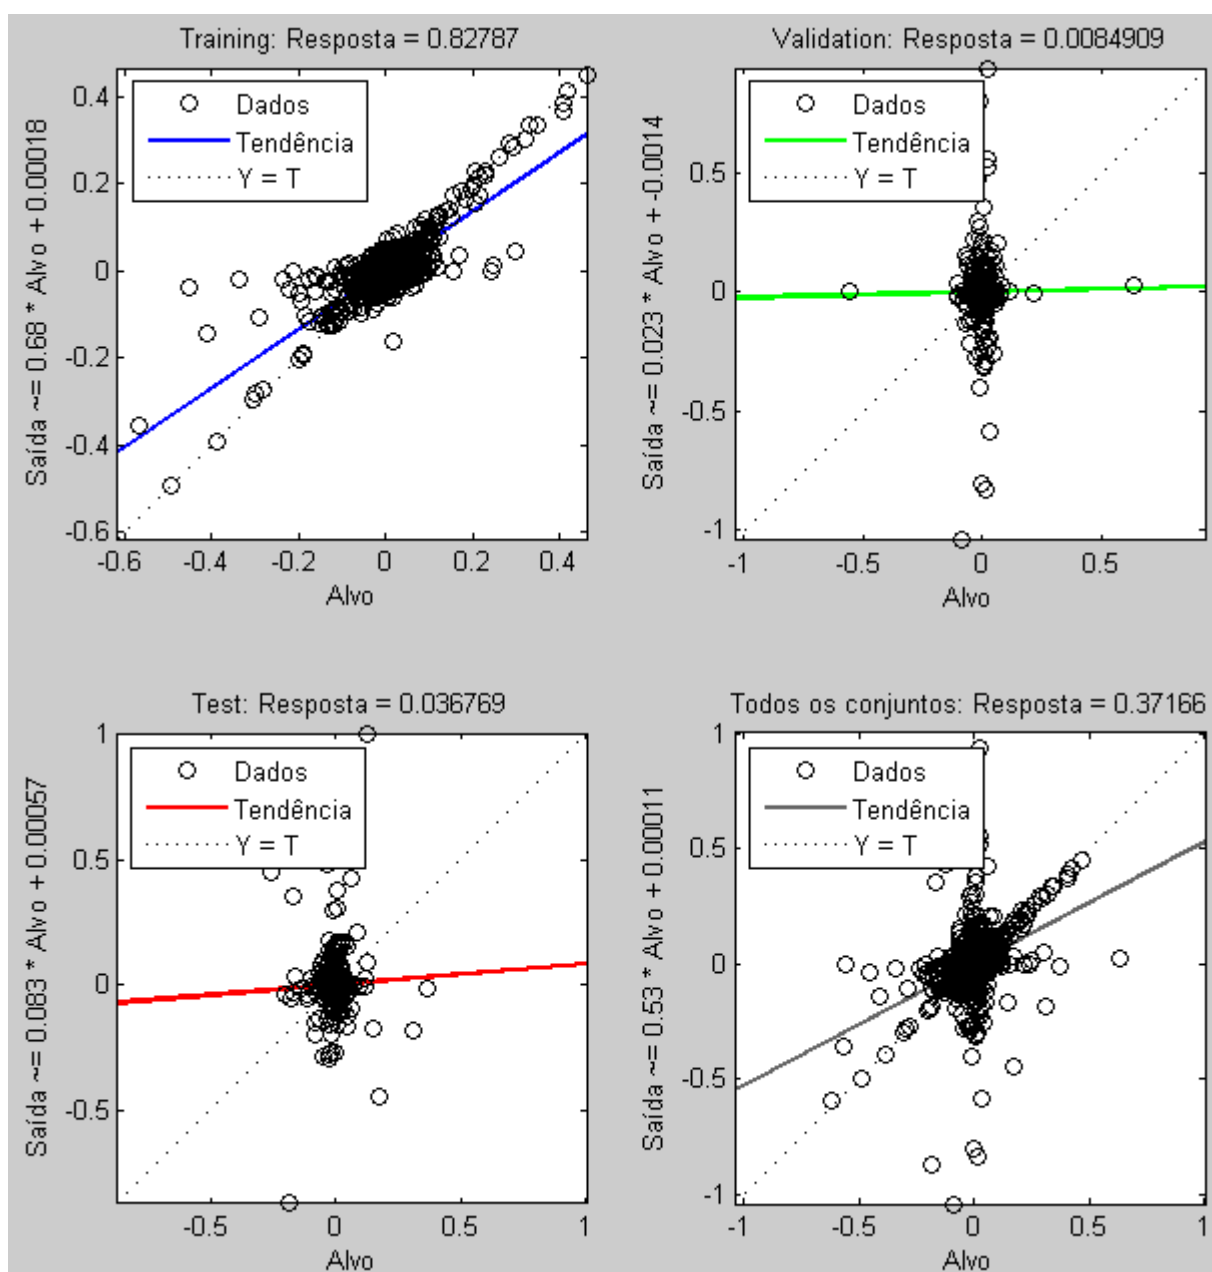 Training: Resposta = 0.82787
Saída ~= 0.68 * Alvo + 0.00018
0.4
0.2
0
-0.2
-0.4
-0.6
Dados
Tendência
Y = T
-0.6 -0.4 -0.2 0 0.2 0.4
Alvo
Validation: Resposta = 0.0084909
Saída ~= 0.023 * Alvo + -0.0014
0.5
0
-0.5
-1
Dados
Tendência
Y = T
-1 -0.5 0 0.5
Alvo
Test: Resposta = 0.036769
Saída ~= 0.083 * Alvo + 0.00057
1
0.5
0
-0.5
Dados
Tendência
Y = T
-0.5 0 0.5 1
Alvo
Todos os conjuntos: Resposta = 0.37166
Saída ~= 0.53 * Alvo + 0.00011
1
0.5
0
-0.5
-1
Dados
Tendência
Y = T
-1 -0.5 0 0.5 1
Alvo